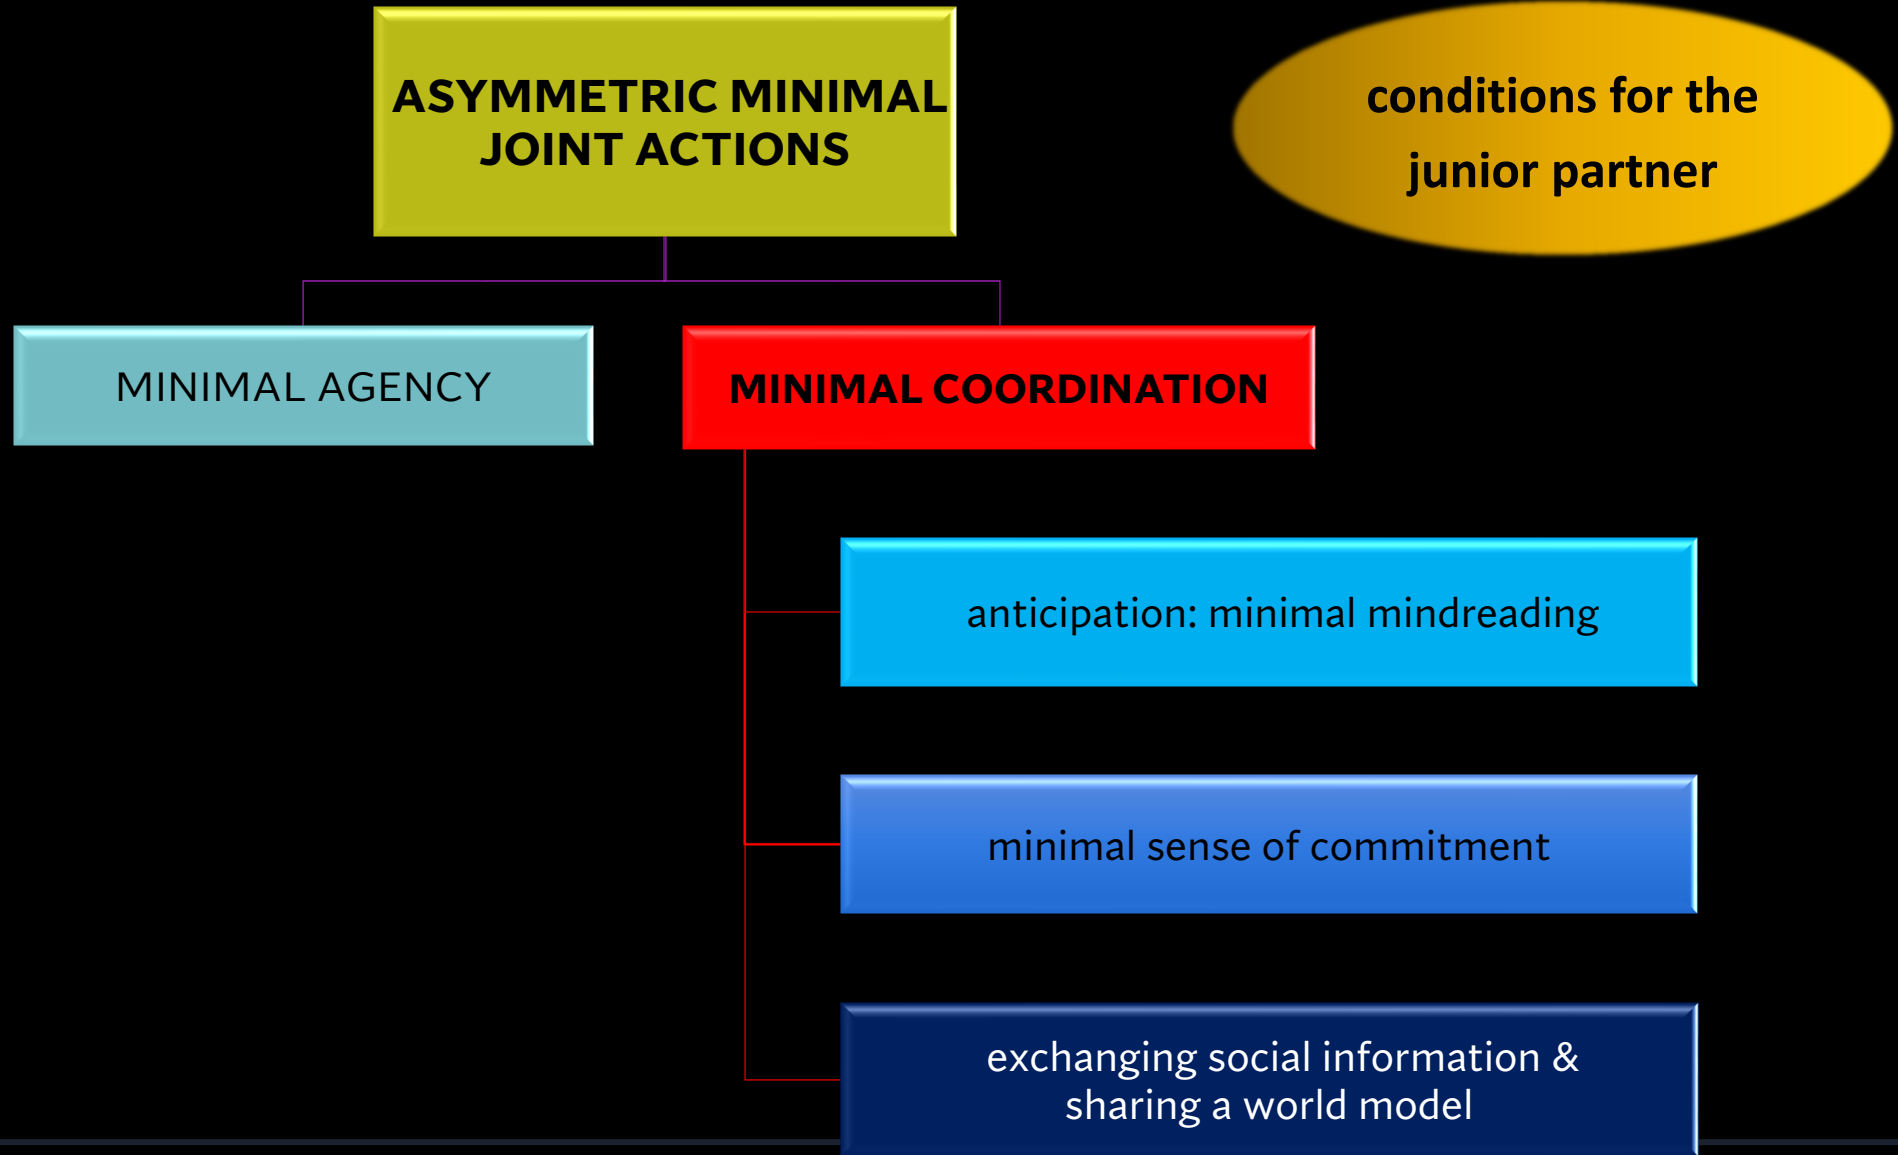 ASYMMETRIC MINIMAL
JOINT ACTIONS
conditions for the
junior partner
MINIMAL AGENCY
MINIMAL COORDINATION
anticipation: minimal mindreading
minimal sense of commitment
exchanging social information &
sharing a world model